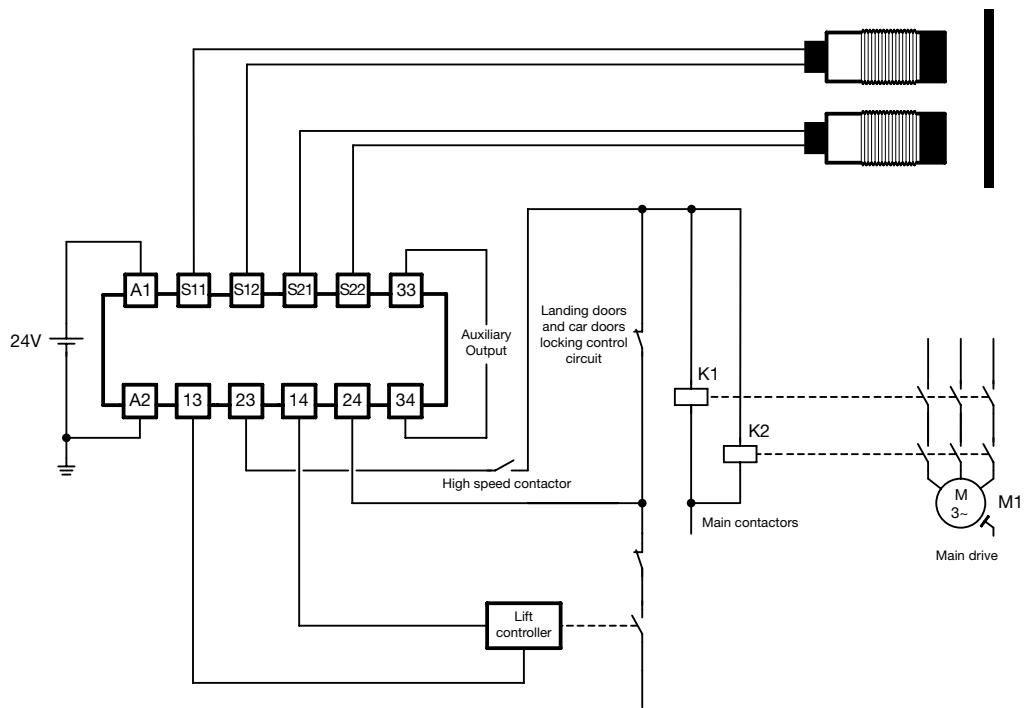 A1
S11
S12
S21
S22
33
24V
Auxiliary
Output
Landing doors
and car doors
locking control
circuit
A2
13
23
14
24
34
K1
K2
High speed contactor
Main contactors
M
3~
M1
Main drive
Lift
controller